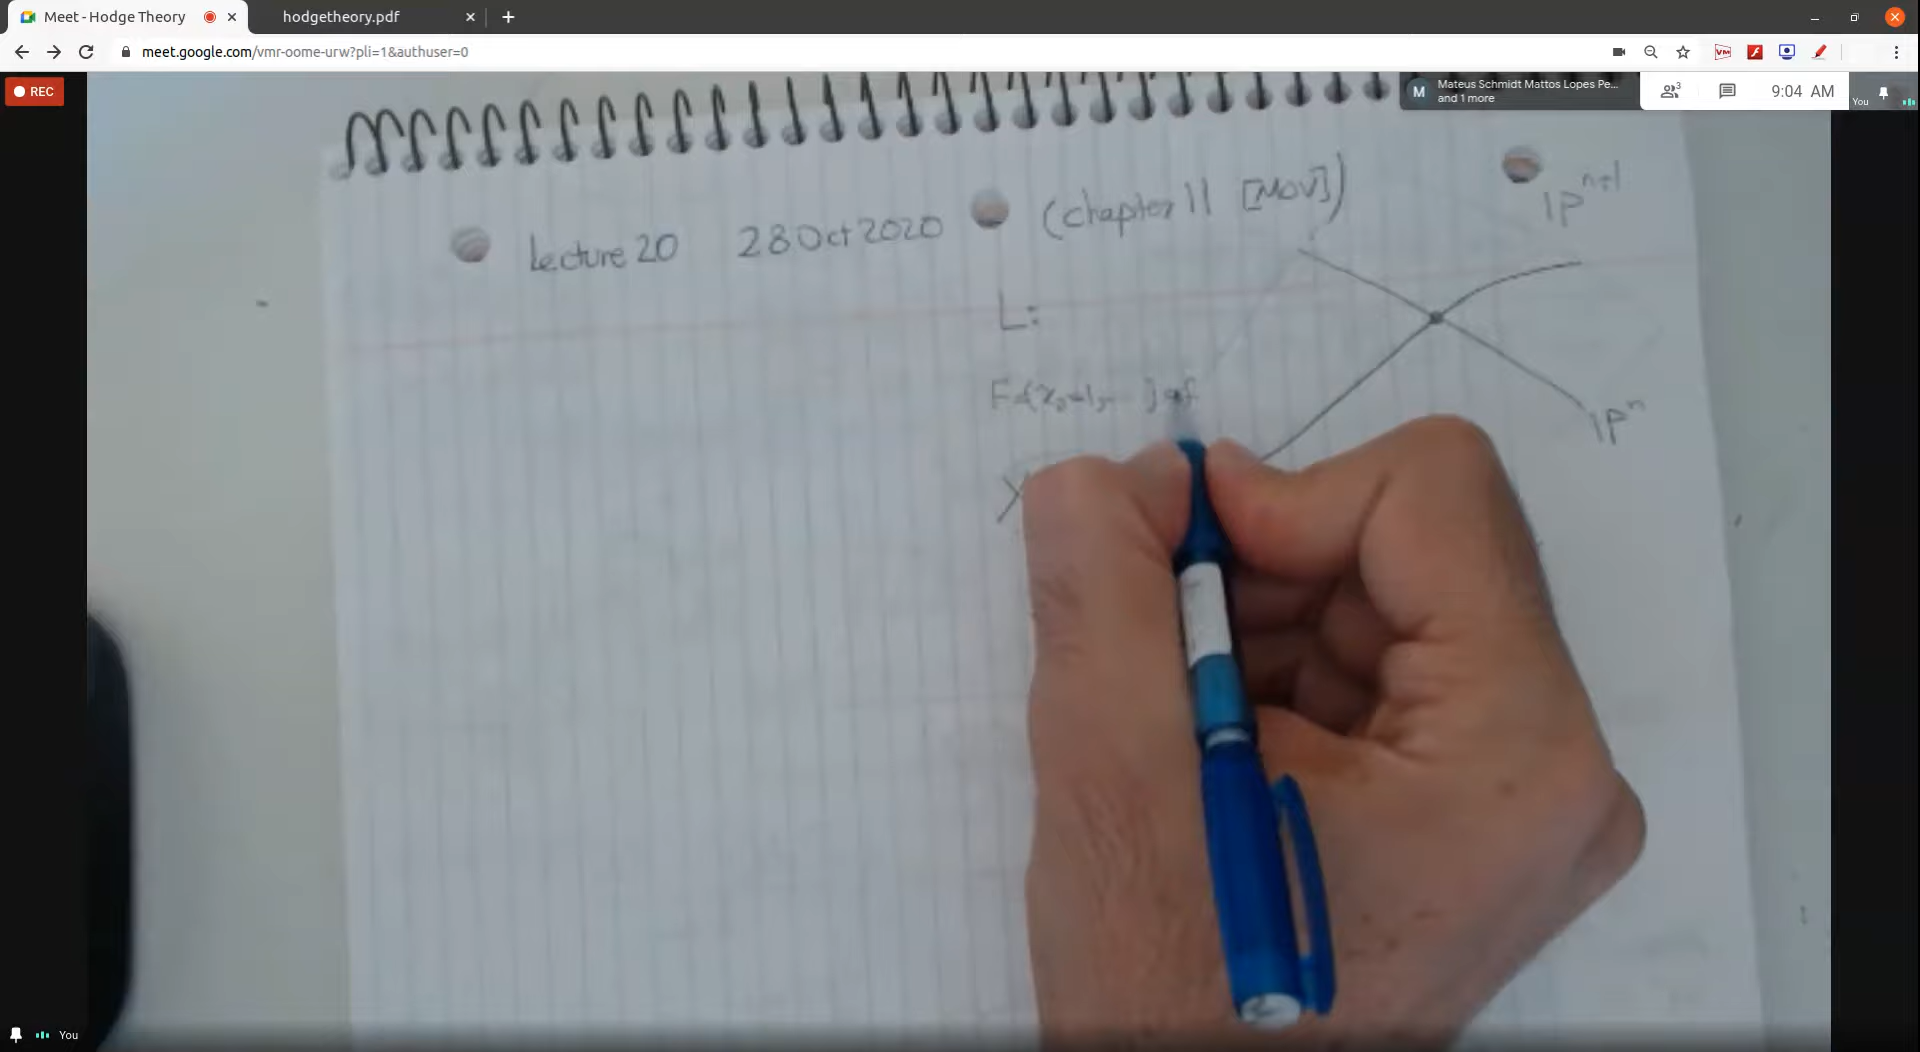 Meet - Hodge Theory
hodgetheory.pdf
meet.google.com/vmr-oome-urw?pli=1&authuser=0
REC
M
Mateus Schmidt Mattos Lopes Pe...
and 1 more
3
9:04 AM
You
Lecture 20 28 Oct 2020 (chapter 11 [MOV])
IP^{n+1}
L:
IP^n
X
You